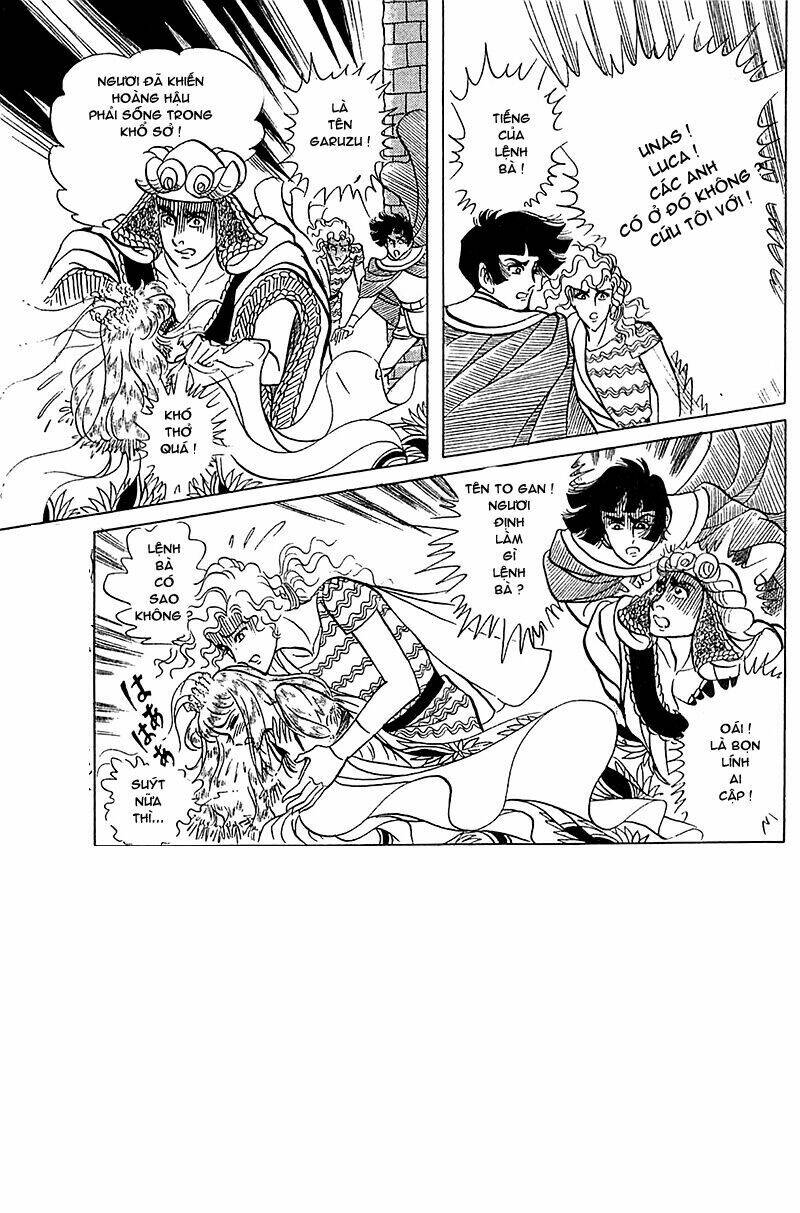 UNAS !
LUCA !
CÁC ANH
CÓ Ở ĐÓ KHÔNG ?
CỨU TÔI VỚI !
TIẾNG
CỦA
LỆNH
BÀ !
LÀ
TÊN
GARUZU !
NGƯƠI ĐÃ KHIẾN
HOÀNG HẬU
PHẢI SỐNG TRONG
KHỔ SỞ !
KHÓ
THỞ
QUÁ !
TÊN TO GAN !
NGƯƠI
ĐỊNH
LÀM
GÌ
LỆNH
BÀ ?
OÁI !
LÀ BỌN
LÍNH
AI
CẬP !
LỆNH
BÀ CÓ
SAO
KHÔNG
はぁ
はぁぁ
SUÝT
NỮA
THÌ...